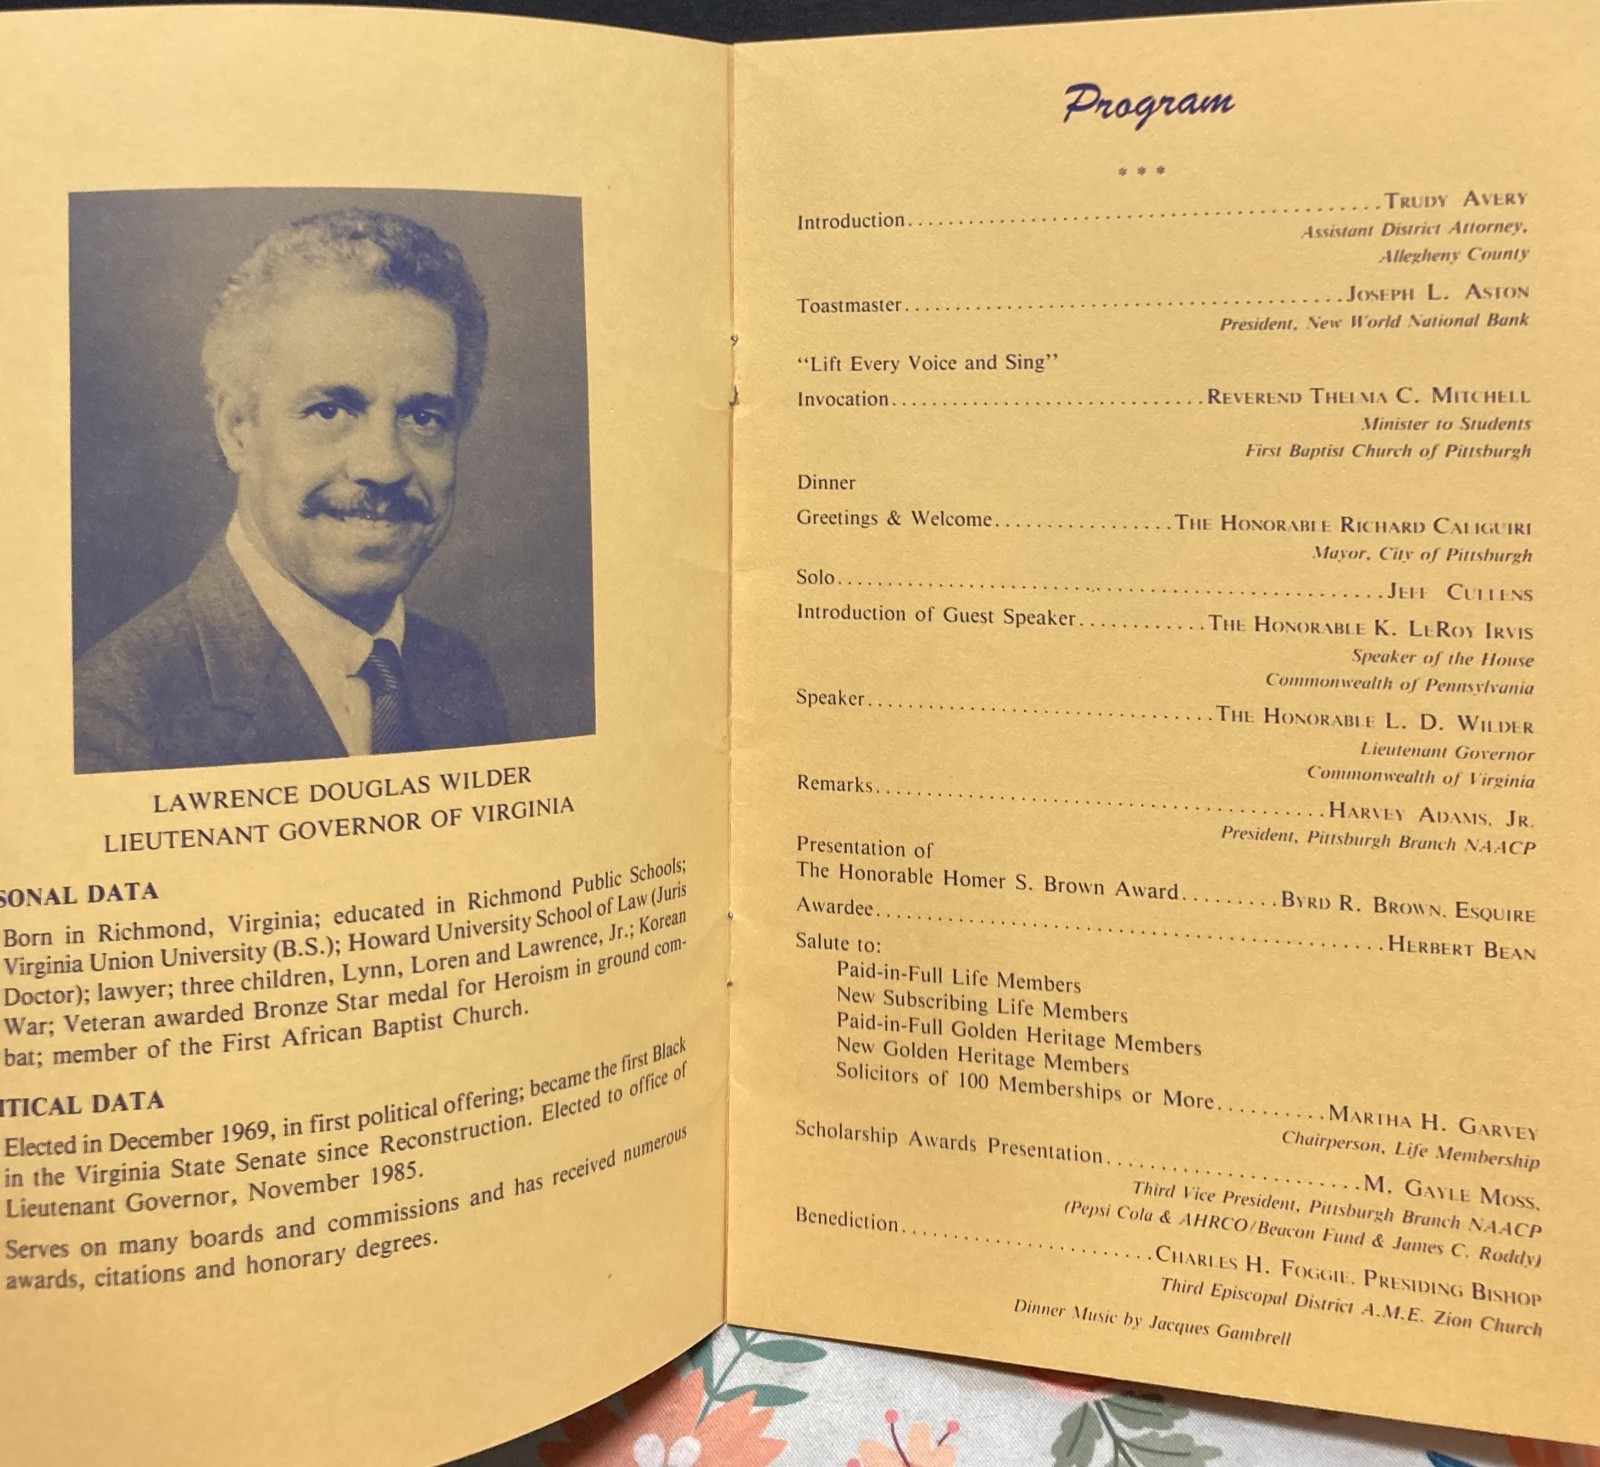 LAWRENCE DOUGLAS WILDER
LIEUTENANT GOVERNOR OF VIRGINIA
SONAL DATA
Born in Richmond, Virginia; educated in Richmond Public Schools;
Virginia Union University (B.S.); Howard University School of Law (Juris
Doctor); lawyer; three children, Lynn, Loren and Lawrence, Jr.; Korean
War; Veteran awarded Bronze Star medal for Heroism in ground com-
bat; member of the First African Baptist Church.
ITICAL DATA
Elected in December 1969, in first political offering; became the first Black
in the Virginia State Senate since Reconstruction. Elected to office of
Lieutenant Governor, November 1985.
Serves on many boards and commissions and has received numerous
awards, citations and honorary degrees.
Program
* * *
Introduction........................................TRUDY AVERY
Assistant District Attorney,
Allegheny County
Toastmaster........................................JOSEPH L. ASTON
President, New World National Bank
"Lift Every Voice and Sing"
Invocation.........................REVEREND THELMA C. MITCHELL
Minister to Students
First Baptist Church of Pittsburgh
Dinner
Greetings & Welcome.................THE HONORABLE RICHARD CALIGUIRI
Mayor, City of Pittsburgh
Solo.............................................JEFF CULLENS
Introduction of Guest Speaker............THE HONORABLE K. LEROY IRVIS
Speaker of the House
Commonwealth of Pennsylvania
Speaker...........................THE HONORABLE L. D. WILDER
Lieutenant Governor
Commonwealth of Virginia
Remarks...................................HARVEY ADAMS, JR.
President, Pittsburgh Branch NAACP
Presentation of
The Honorable Homer S. Brown Award.........BYRD R. BROWN, ESQUIRE
Awardee........................................HERBERT BEAN
Salute to:
Paid-in-Full Life Members
New Subscribing Life Members
Paid-in-Full Golden Heritage Members
New Golden Heritage Members
Solicitors of 100 Memberships or More..........MARTHA H. GARVEY
Chairperson, Life Membership
Scholarship Awards Presentation.....................M. GAYLE MOSS,
Third Vice President, Pittsburgh Branch NAACP
(Pepsi Cola & AHRCO/Beacon Fund & James C. Roddy)
Benediction....................CHARLES H. FOGGIE, PRESIDING BISHOP
Third Episcopal District A.M.E. Zion Church
Dinner Music by Jacques Gambrell